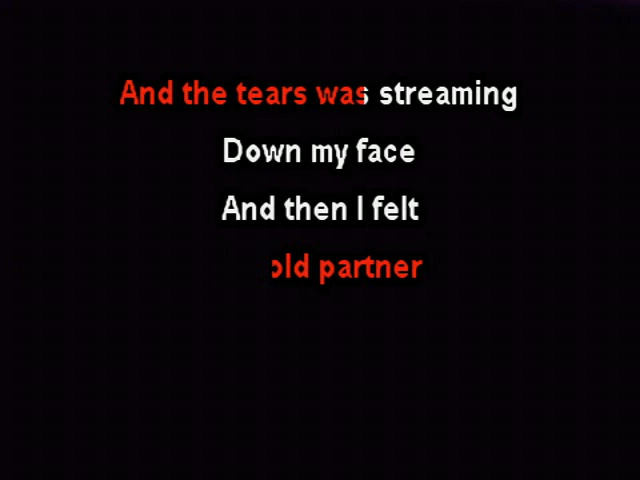 And the tears was streaming
Down my face
And then I felt
old partner